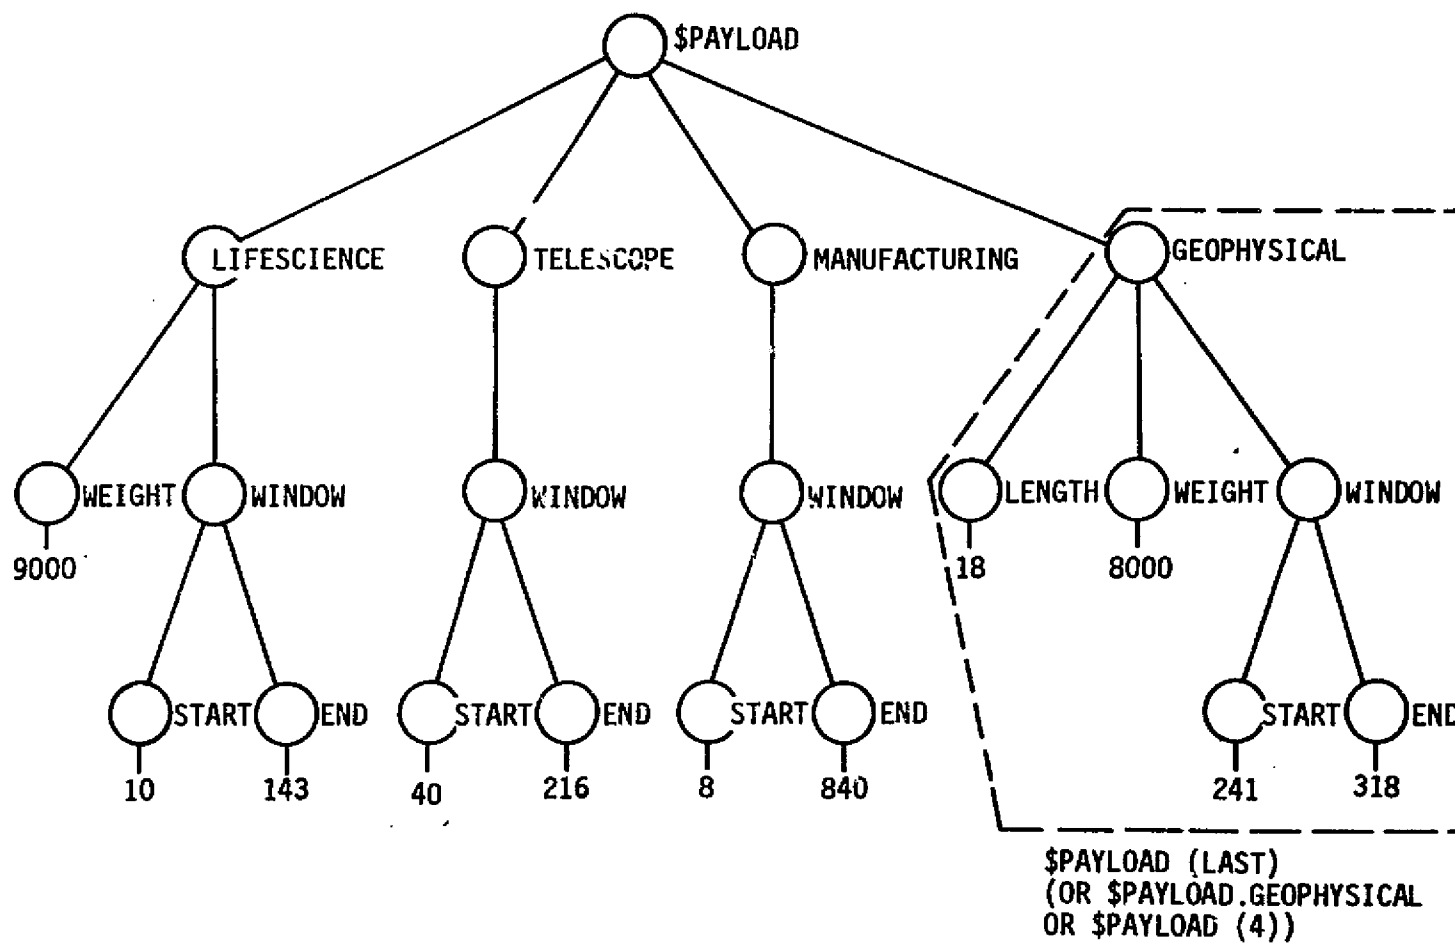 $PAYLOAD
LIFESCIENCE TELESCOPE MANUFACTURING GEOPHYSICAL
WEIGHT WINDOW WINDOW WINDOW LENGTH WEIGHT WINDOW
9000 18 8000
START END START END START END START END
10 143 40 216 8 840 241 318
$PAYLOAD (LAST)
(OR $PAYLOAD.GEOPHYSICAL
OR $PAYLOAD (4))